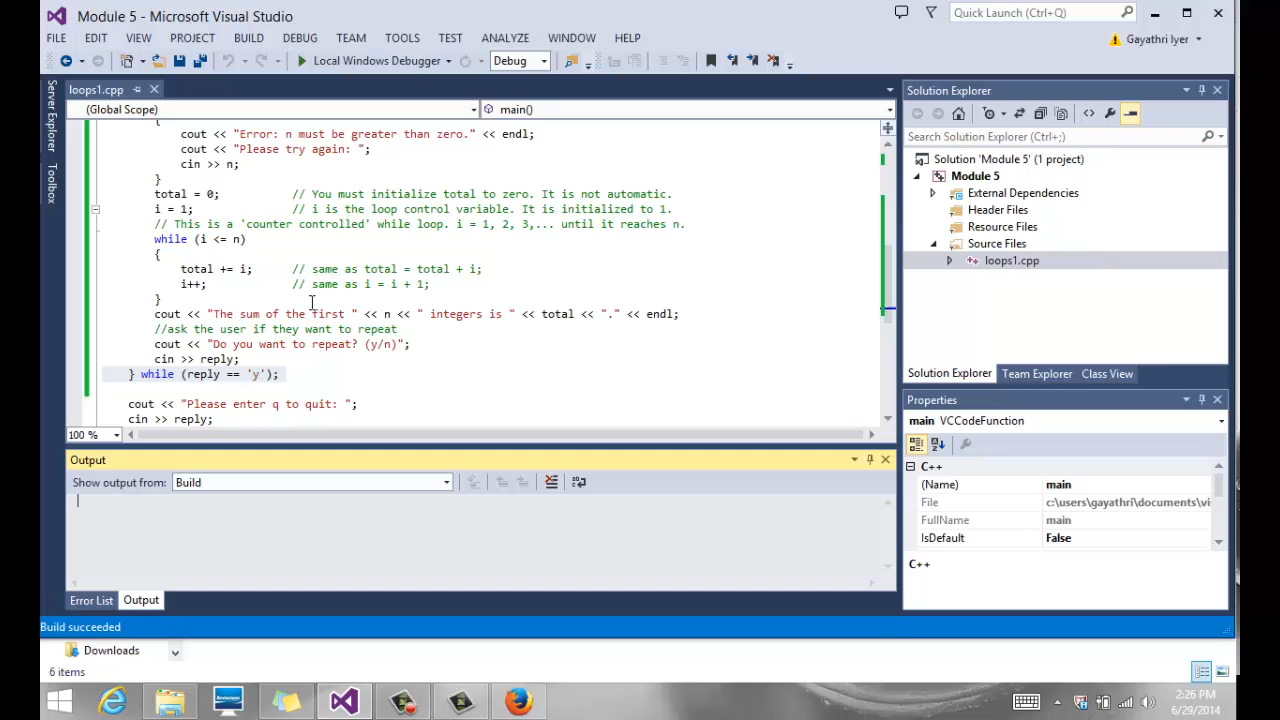 Module 5 - Microsoft Visual Studio
Quick Launch (Ctrl+Q)
FILE EDIT VIEW PROJECT BUILD DEBUG TEAM TOOLS TEST ANALYZE WINDOW HELP
Gayathri Iyer
Local Windows Debugger
Debug
Server Explorer
Toolbox
loops1.cpp
(Global Scope)
main()
{
cout << "Error: n must be greater than zero." << endl;
cout << "Please try again: ";
cin >> n;
}
total = 0; // You must initialize total to zero. It is not automatic.
i = 1; // i is the loop control variable. It is initialized to 1.
// This is a 'counter controlled' while loop. i = 1, 2, 3,... until it reaches n.
while (i <= n)
{
total += i; // same as total = total + i;
i++; // same as i = i + 1;
}
cout << "The sum of the first " << n << " integers is " << total << "." << endl;
//ask the user if they want to repeat
cout << "Do you want to repeat? (y/n)";
cin >> reply;
} while (reply == 'y');
cout << "Please enter q to quit: ";
cin >> reply;
100 %
Output
Show output from: Build
Error List Output
Build succeeded
Solution Explorer
Search Solution Explorer (Ctrl+;)
Solution 'Module 5' (1 project)
Module 5
External Dependencies
Header Files
Resource Files
Source Files
loops1.cpp
Solution Explorer Team Explorer Class View
Properties
main VCCodeFunction
C++
(Name) main
File c:\users\gayathri\documents\vi
FullName main
IsDefault False
C++
Downloads
6 items
2:26 PM
6/29/2014